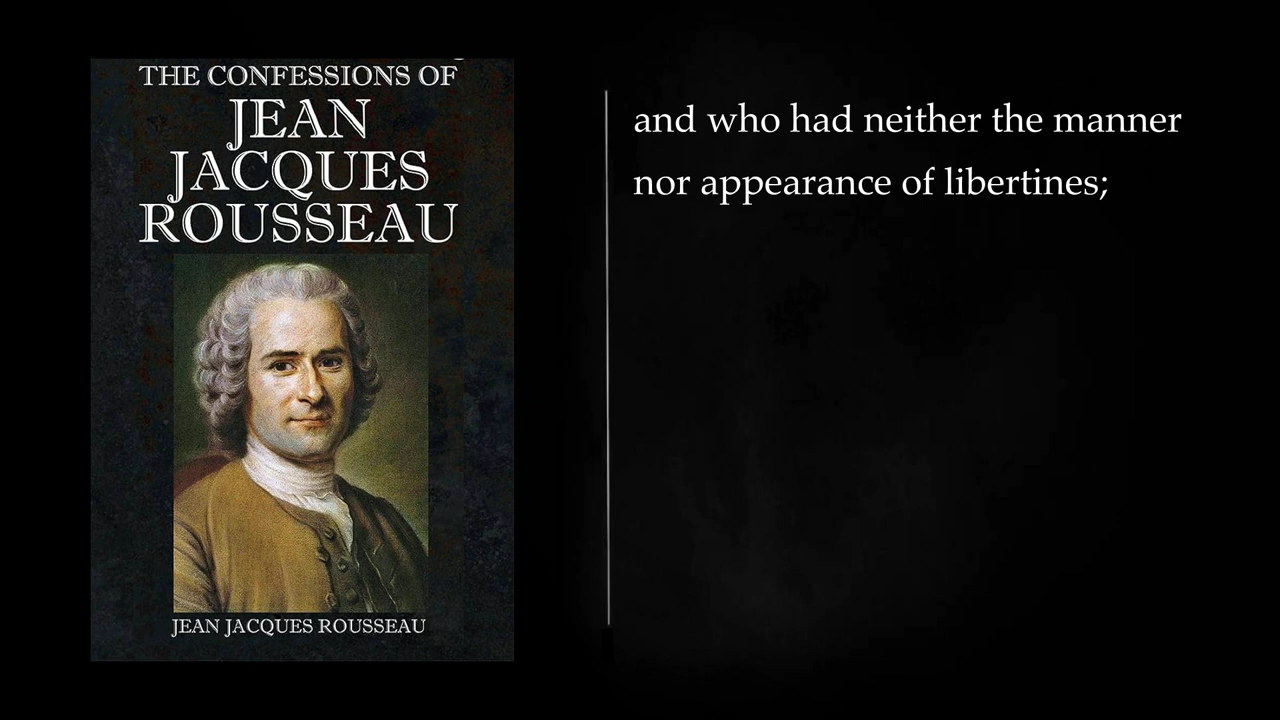 THE CONFESSIONS OF
JEAN
JACQUES
ROUSSEAU
JEAN JACQUES ROUSSEAU
and who had neither the manner
nor appearance of libertines;